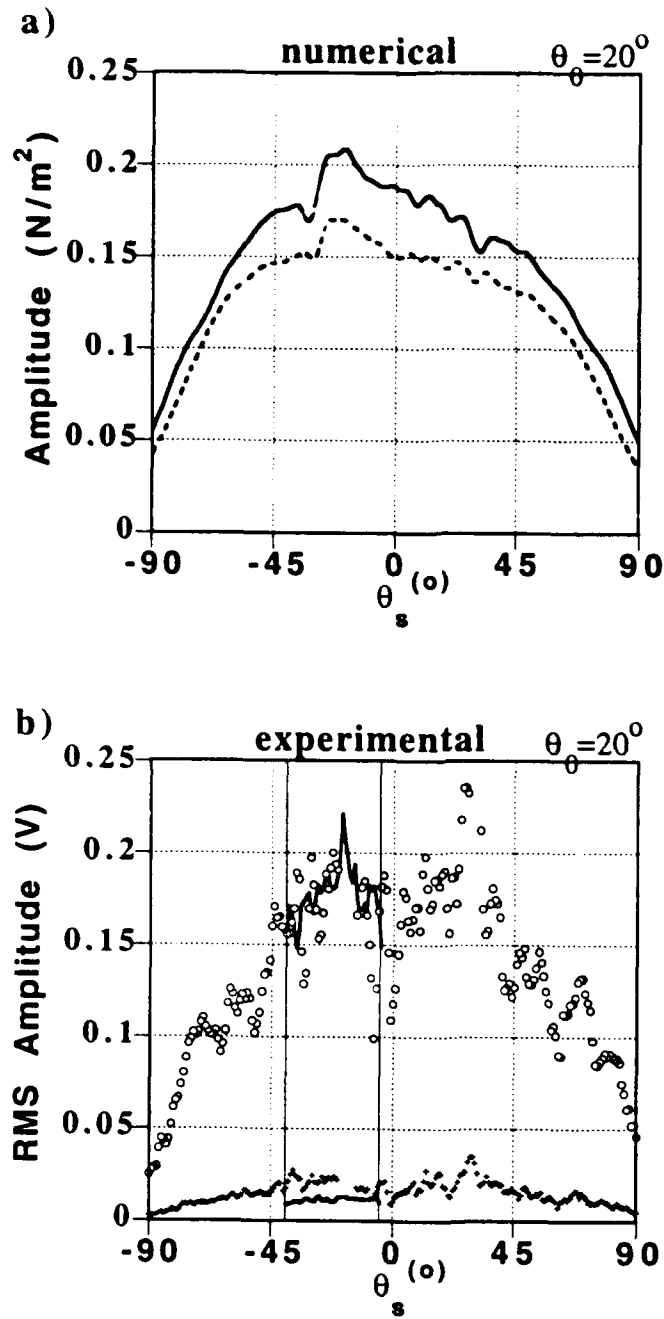 a)
numerical
θ₀=20°
Amplitude (N/m²)
0.25
0.2
0.15
0.1
0.05
0
-90 -45 0 45 90
θs (o)
b)
experimental
θ₀=20°
RMS Amplitude (V)
0.25
0.2
0.15
0.1
0.05
0
-90 -45 0 45 90
θs (o)